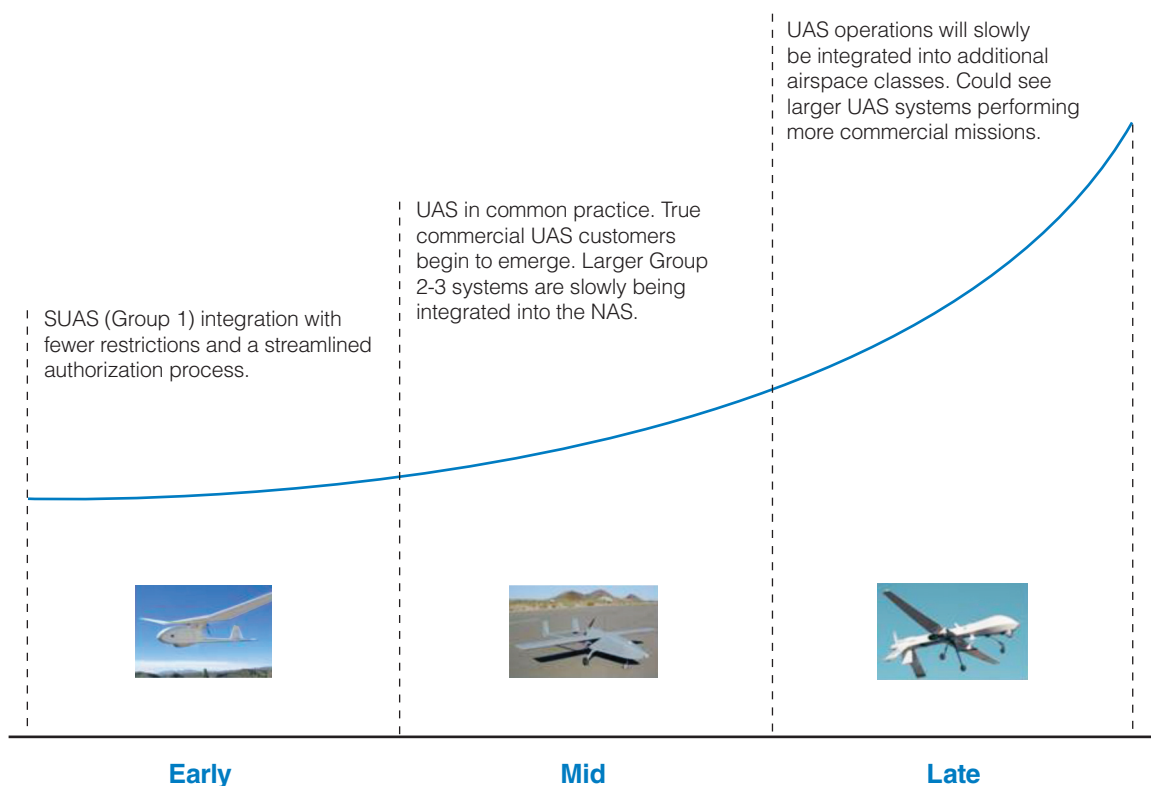 SUAS (Group 1) integration with
fewer restrictions and a streamlined
authorization process.
UAS in common practice. True
commercial UAS customers
begin to emerge. Larger Group
2-3 systems are slowly being
integrated into the NAS.
UAS operations will slowly
be integrated into additional
airspace classes. Could see
larger UAS systems performing
more commercial missions.
Early
Mid
Late